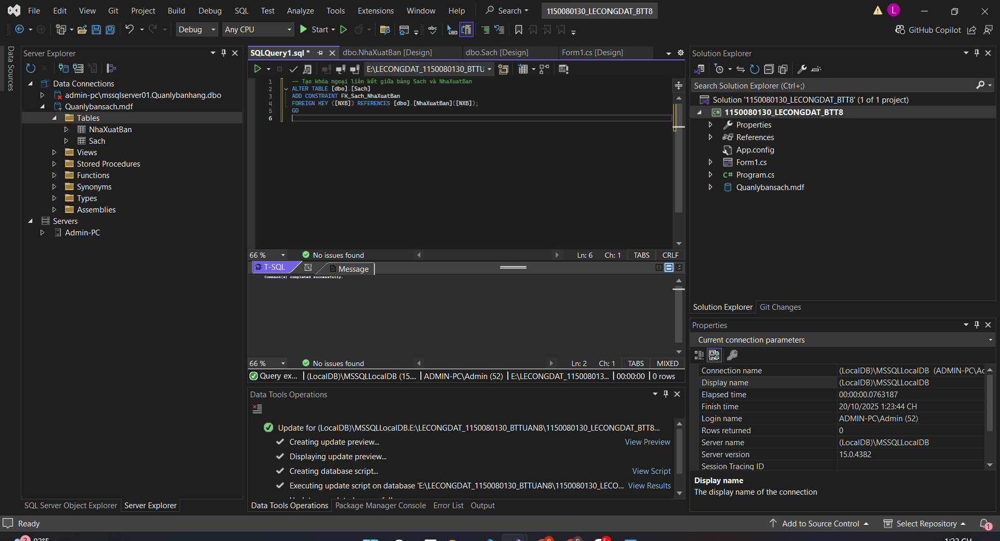 File Edit View Git Project Build Debug SQL Test Analyze Tools Extensions Window Help Search 1150080130_LECONGDAT_BTT8 L
Debug Any CPU Start abc GitHub Copilot
Data Sources
Server Explorer
Data Connections
admin-pc\mssqlserver01.Quanlybanhang.dbo
Quanlybansach.mdf
Tables
NhaXuatBan
Sach
Views
Stored Procedures
Functions
Synonyms
Types
Assemblies
Servers
Admin-PC
SQL Server Object Explorer Server Explorer
SQLQuery1.sql * dbo.NhaXuatBan [Design] dbo.Sach [Design] Form1.cs [Design]
E:\LECONGDAT_1150080130_BTTU
1 -- Tạo khóa ngoại liên kết giữa bảng Sach và NhaXuatBan
2 ALTER TABLE [dbo].[Sach]
3 ADD CONSTRAINT FK_Sach_NhaXuatBan
4 FOREIGN KEY ([NXB]) REFERENCES [dbo].[NhaXuatBan]([NXB]);
5 GO
6
66 % No issues found Ln: 6 Ch: 1 TABS CRLF
T-SQL Message
Command(s) completed successfully.
66 % No issues found Ln: 2 Ch: 1 TABS MIXED
Query ex... (LocalDB)\MSSQLLocalDB (15.... ADMIN-PC\Admin (52) E:\LECONGDAT_115008013... 00:00:00 0 rows
Data Tools Operations
Update for (LocalDB)\MSSQLLocalDB.E:\LECONGDAT_1150080130_BTTUAN8\1150080130_LECONGDAT_BTT8...
Creating update preview... View Preview
Displaying update preview...
Creating database script... View Script
Executing update script on database 'E:\LECONGDAT_1150080130_BTTUAN8\1150080130_LECO... View Results
Data Tools Operations Package Manager Console Error List Output
Solution Explorer
Search Solution Explorer (Ctrl+;)
Solution '1150080130_LECONGDAT_BTT8' (1 of 1 project)
C# 1150080130_LECONGDAT_BTT8
Properties
References
App.config
Form1.cs
C# Program.cs
Quanlybansach.mdf
Solution Explorer Git Changes
Properties
Current connection parameters
Connection name (LocalDB)\MSSQLLocalDB (ADMIN-PC\Ac
Display name (LocalDB)\MSSQLLocalDB
Elapsed time 00:00:00.0763187
Finish time 20/10/2025 1:23:44 CH
Login name ADMIN-PC\Admin (52)
Rows returned 0
Server name (LocalDB)\MSSQLLocalDB
Server version 15.0.4382
Session Tracing ID
Display name
The display name of the connection
Ready Add to Source Control Select Repository 1
2 92°F 5+ 1:23 CH